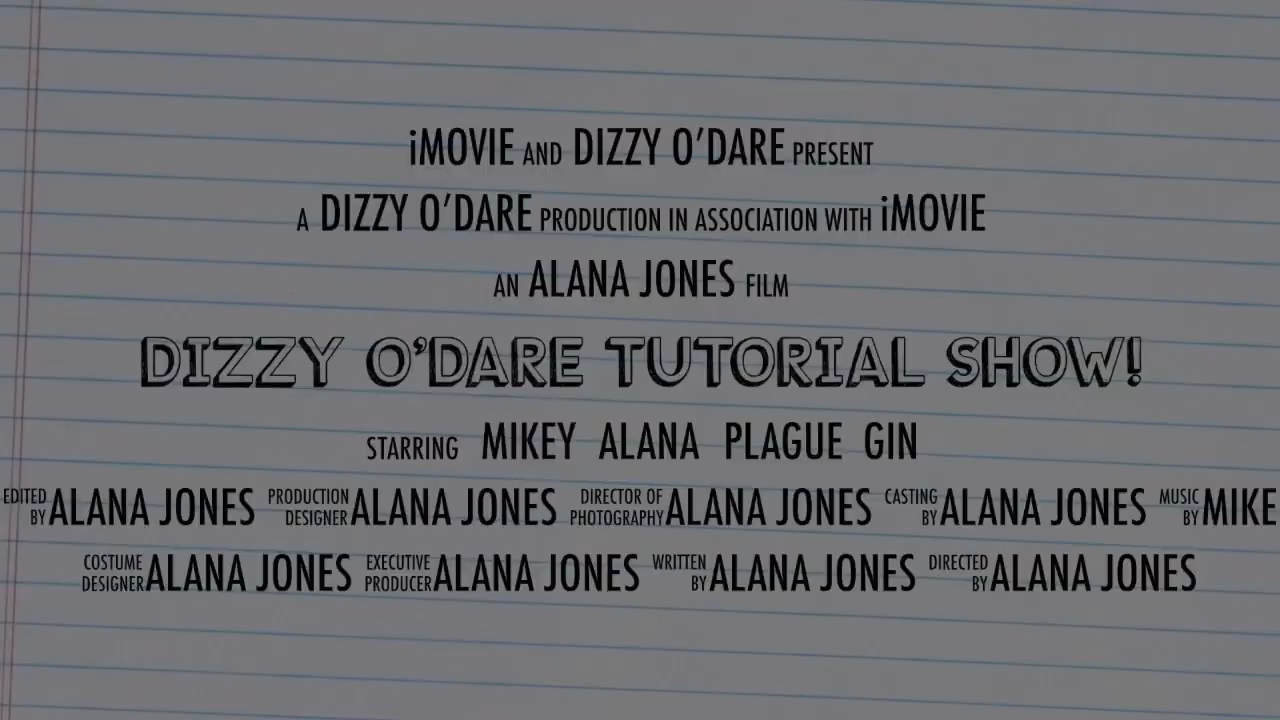 iMOVIE AND DIZZY O'DARE PRESENT
A DIZZY O'DARE PRODUCTION IN ASSOCIATION WITH iMOVIE
AN ALANA JONES FILM
DIZZY O'DARE TUTORIAL SHOW!
STARRING MIKEY ALANA PLAGUE GIN
EDITED BY ALANA JONES PRODUCTION DESIGNER ALANA JONES DIRECTOR OF PHOTOGRAPHY ALANA JONES CASTING BY ALANA JONES MUSIC BY MIKE
COSTUME DESIGNER ALANA JONES EXECUTIVE PRODUCER ALANA JONES WRITTEN BY ALANA JONES DIRECTED BY ALANA JONES